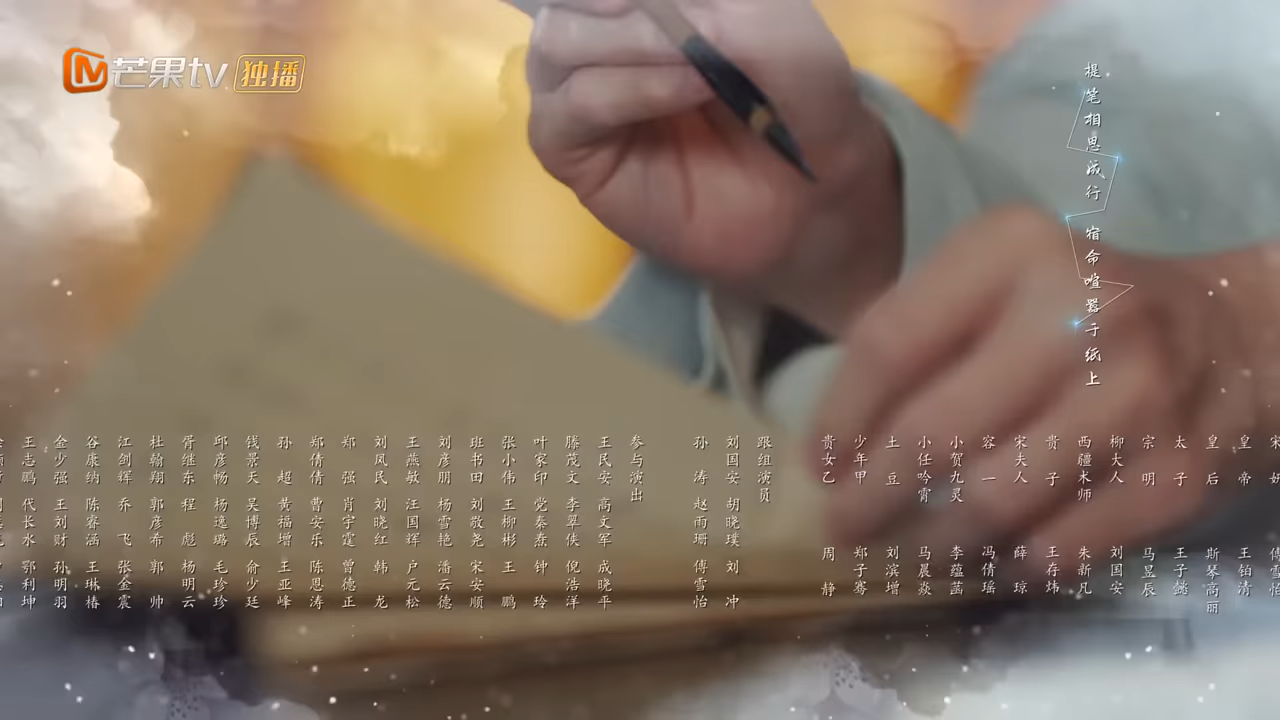 芒果tv 独播
提笔相思成行 宿命喧嚣于纸上
皇帝 王铂清
皇后 斯琴高丽
太子 王子懿
宗明 马昱辰
柳大人 刘国安
西疆术师 朱新凡
贵子 王存炜
宋夫人 薛琼
容一 冯倩瑶
小贺九灵 李蕴菡
小任吟霄 马晨焱
土豆 刘滨增
少年甲 郑子骞
贵女乙 周静
跟组演员
刘国安 胡晓璞 刘冲
孙涛 赵雨珊 傅雪怡
参与演出
王民安 高文军 成晓平
滕茂文 李翠侠 倪浩洋
叶家印 党秦焘 钟玲
张小伟 王柳彬 王鹏
班书田 刘敬尧 宋安顺
刘彦朋 杨雪艳 潘云德
王燕敏 汪国辉 卢元松
刘凤民 刘晓红 韩龙
郑强 肖宇霆 曾德正
郑倩倩 曹安乐 陈思涛
孙超 黄福增 王亚峰
钱景天 吴博辰 俞少廷
邱彦畅 杨逸璐 毛珍珍
胥继东 程彪 杨明云
杜翰翔 郭彦希 郭帅
江剑辉 乔飞 张金震
谷康纳 陈睿涵 王琳椿
金少强 王刘财 孙明羽
王志鹏 代长水 鄂利坤